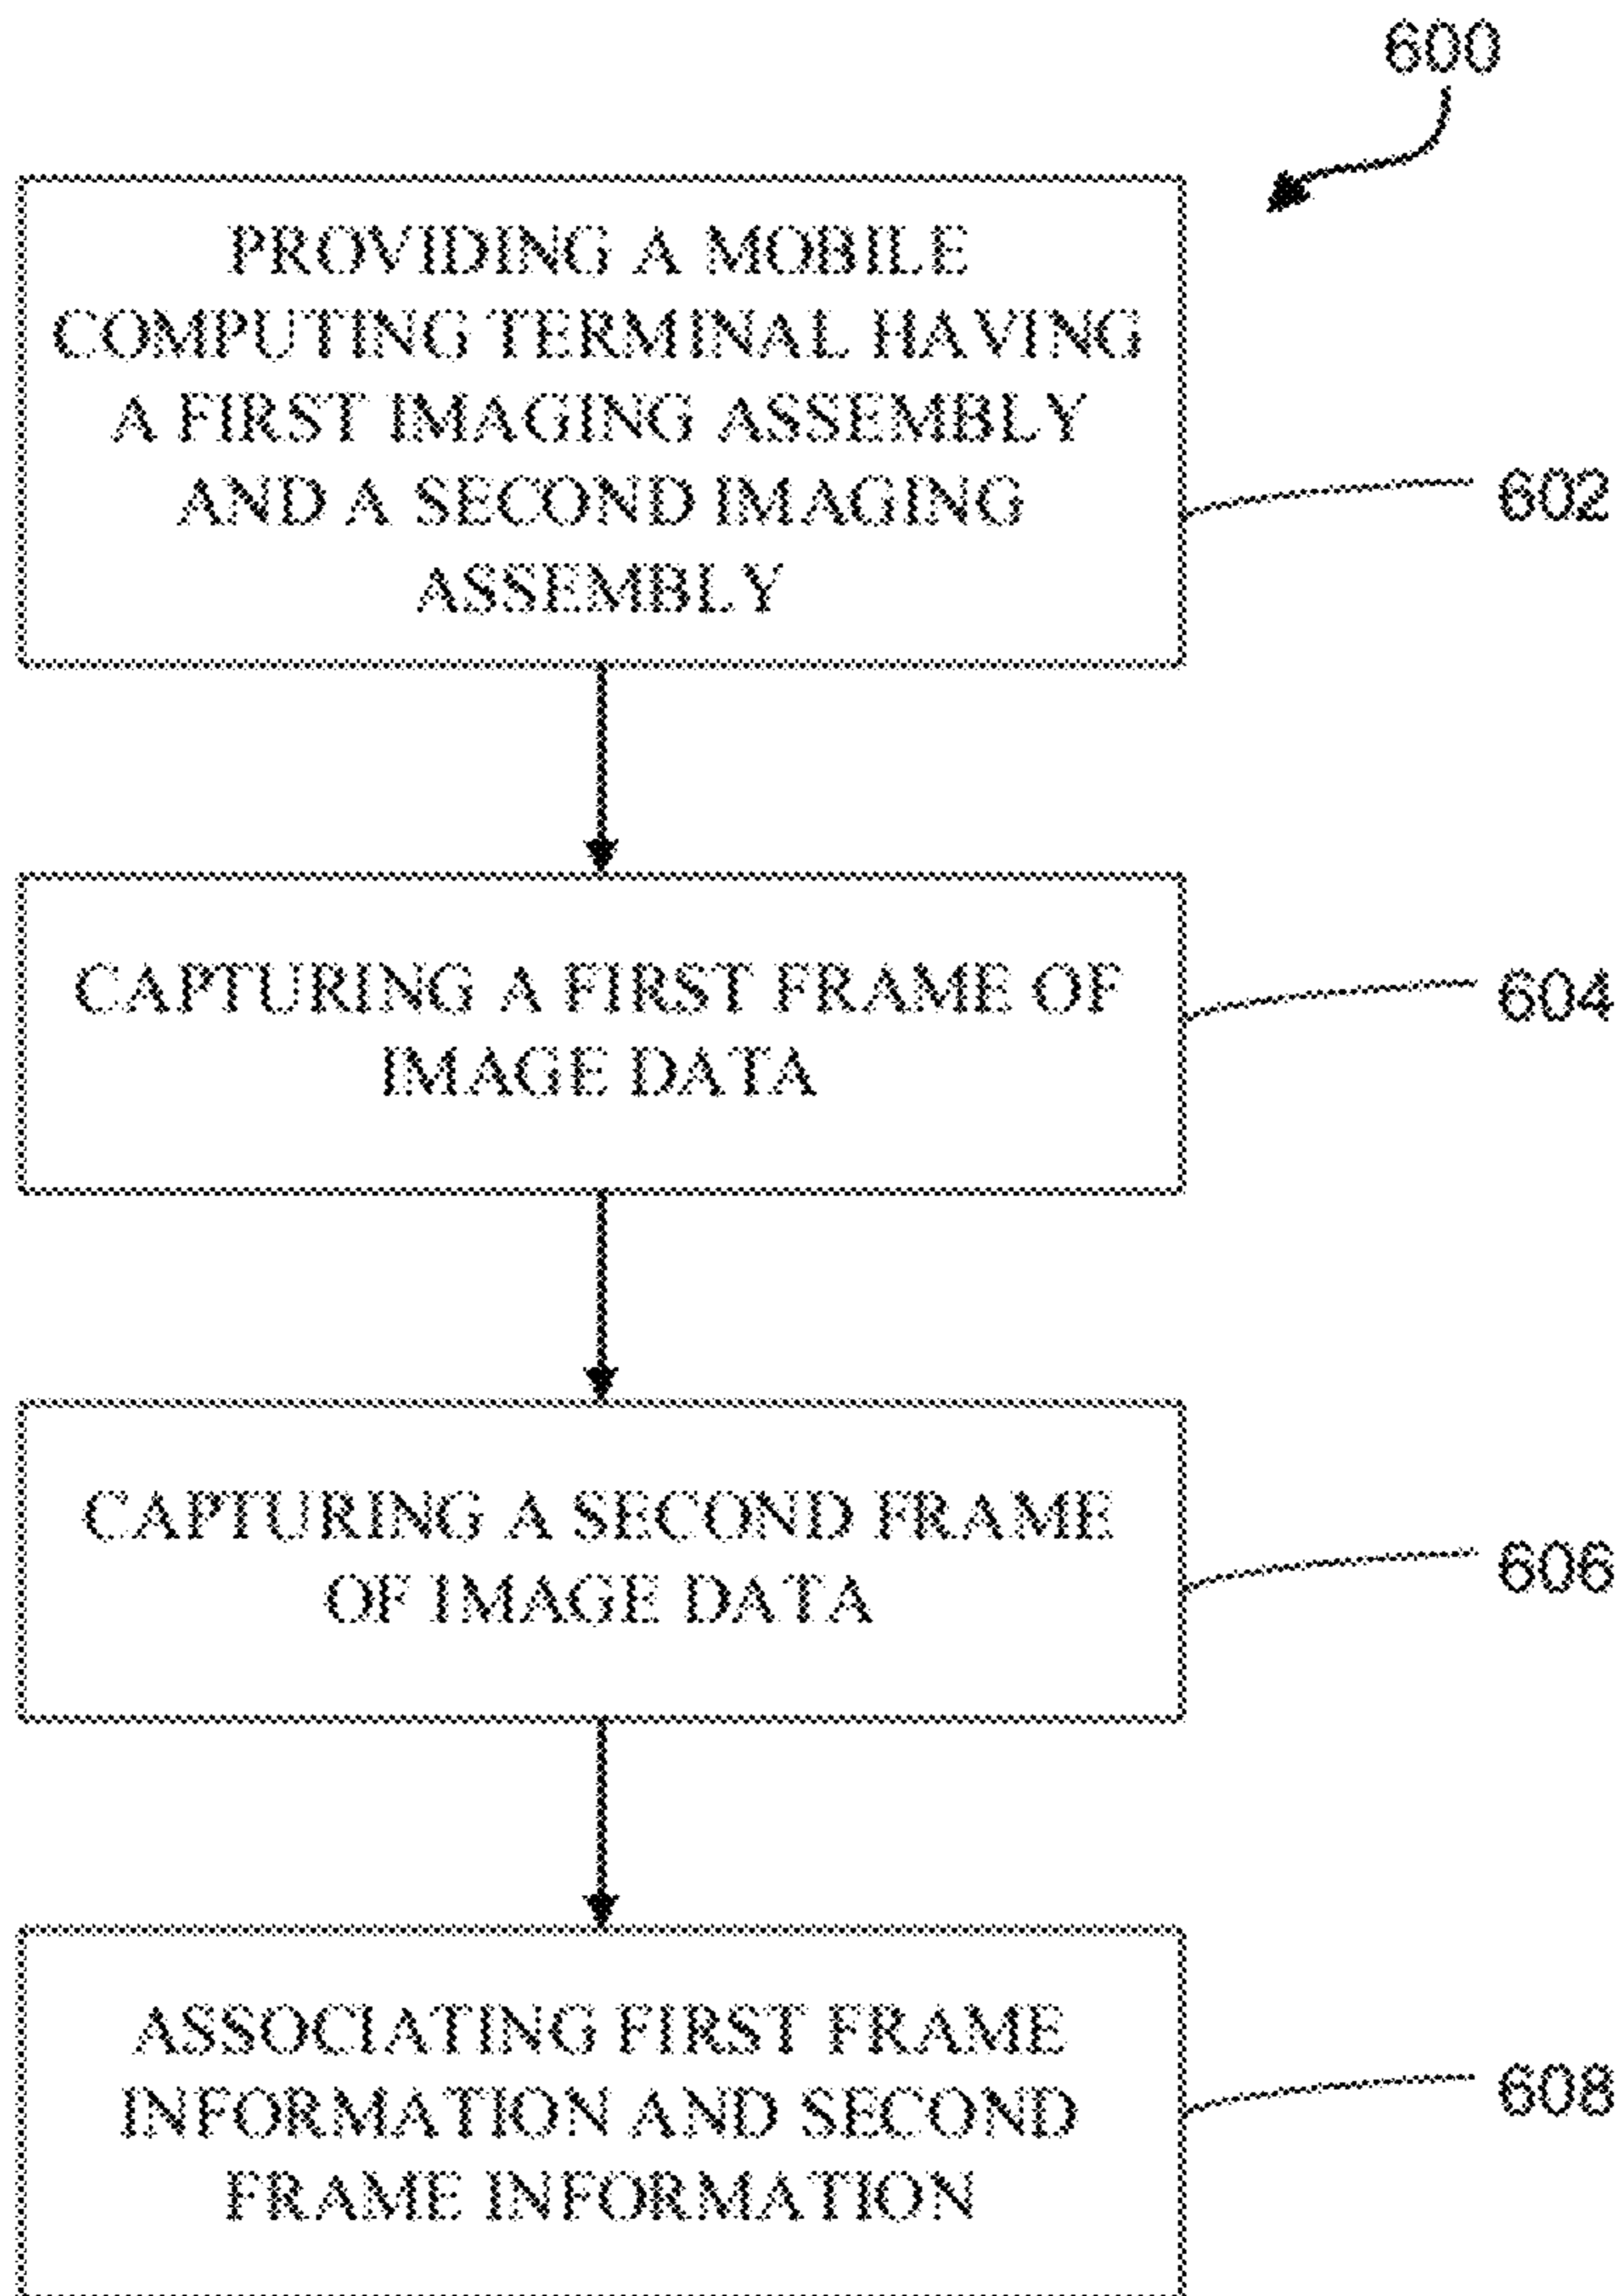 600
PROVIDING A MOBILE
COMPUTING TERMINAL HAVING
A FIRST IMAGING ASSEMBLY
AND A SECOND IMAGING
ASSEMBLY
602
CAPTURING A FIRST FRAME OF
IMAGE DATA
604
CAPTURING A SECOND FRAME
OF IMAGE DATA
606
ASSOCIATING FIRST FRAME
INFORMATION AND SECOND
FRAME INFORMATION
608